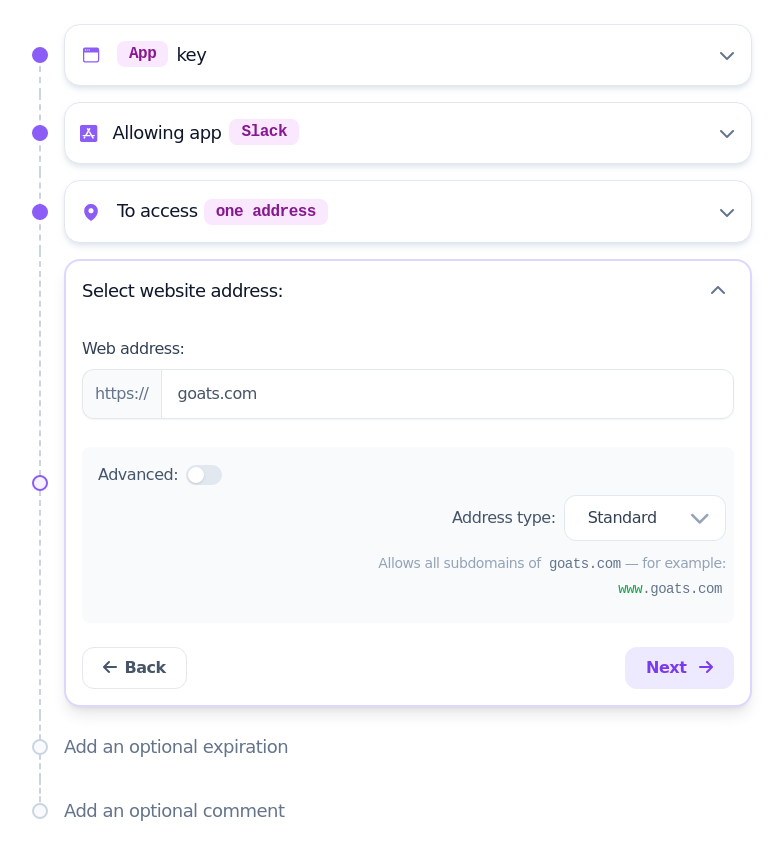 App key
Allowing app Slack
To access one address
Select website address:
Web address:
https:// goats.com
Advanced:
Address type: Standard
Allows all subdomains of goats.com — for example:
www.goats.com
Back Next
Add an optional expiration
Add an optional comment